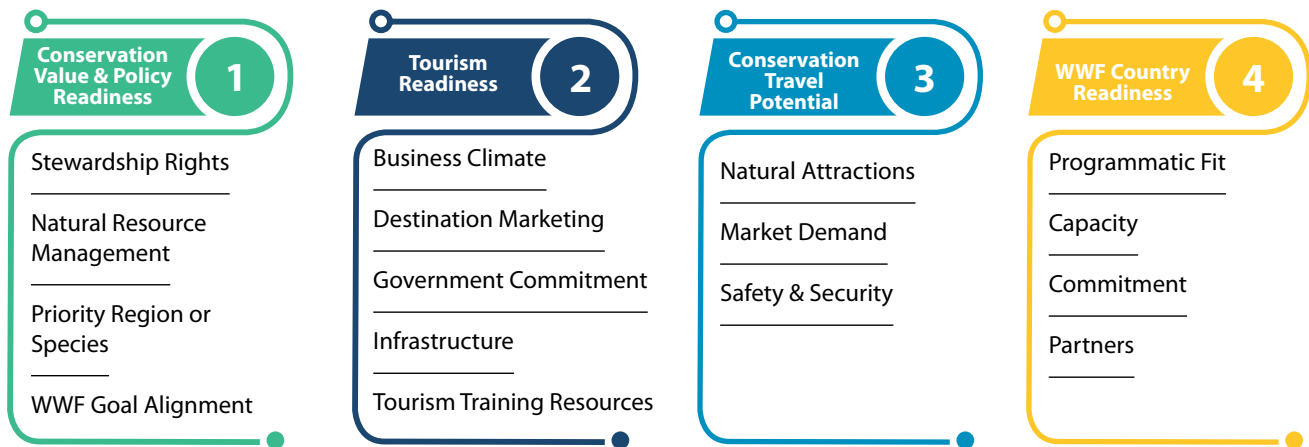 Conservation
Value & Policy
Readiness
1
Stewardship Rights
Natural Resource
Management
Priority Region or
Species
WWF Goal Alignment
Tourism
Readiness
2
Business Climate
Destination Marketing
Government Commitment
Infrastructure
Tourism Training Resources
Conservation
Travel
Potential
3
Natural Attractions
Market Demand
Safety & Security
WWF Country
Readiness
4
Programmatic Fit
Capacity
Commitment
Partners